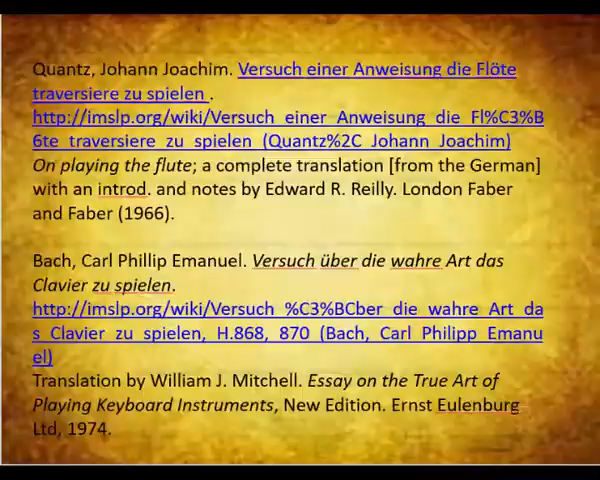 Quantz, Johann Joachim. Versuch einer Anweisung die Flöte
traversiere zu spielen .
http://imslp.org/wiki/Versuch_einer_Anweisung_die_Fl%C3%B
6te_traversiere_zu_spielen_(Quantz%2C_Johann_Joachim)
On playing the flute; a complete translation [from the German]
with an introd. and notes by Edward R. Reilly. London Faber
and Faber (1966).
Bach, Carl Phillip Emanuel. Versuch über die wahre Art das
Clavier zu spielen.
http://imslp.org/wiki/Versuch_%C3%BCber_die_wahre_Art_da
s_Clavier_zu_spielen,_H.868,_870_(Bach,_Carl_Philipp_Emanu
el)
Translation by William J. Mitchell. Essay on the True Art of
Playing Keyboard Instruments, New Edition. Ernst Eulenburg
Ltd, 1974.